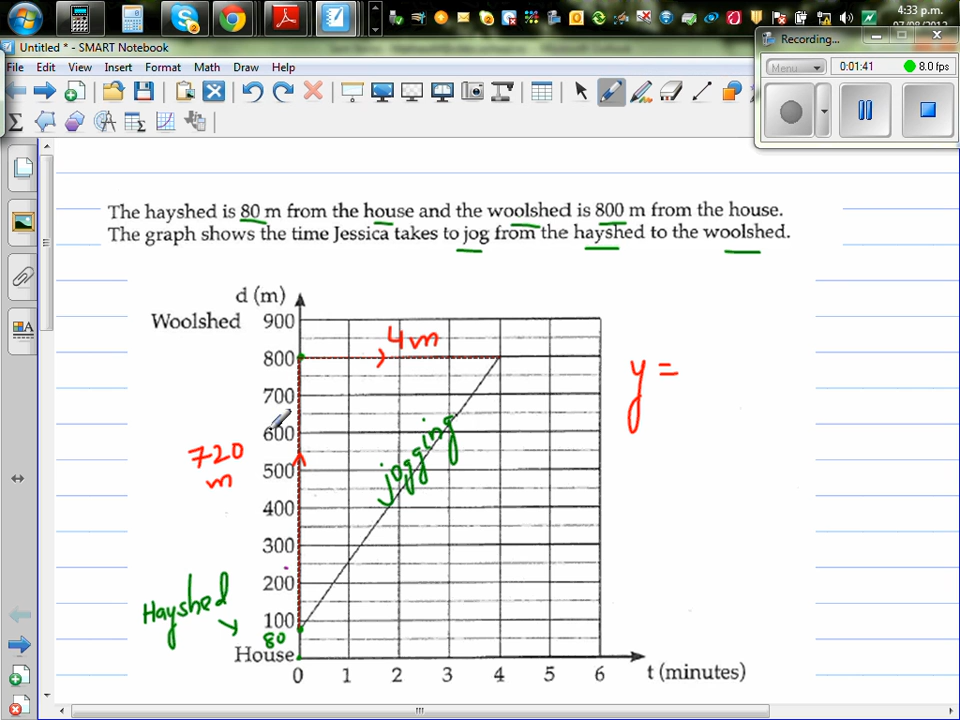 4:33 p.m.
07/08/2012
Untitled * - SMART Notebook
Recording...
File Edit View Insert Format Math Draw Help
Menu 0:01:41 8.0 fps
The hayshed is 80 m from the house and the woolshed is 800 m from the house.
The graph shows the time Jessica takes to jog from the hayshed to the woolshed.
d (m)
Woolshed 900
4m
800
y =
700
600
jogging
720
m
500
400
300
200
Hayshed
100
80
House
0 1 2 3 4 5 6 t (minutes)